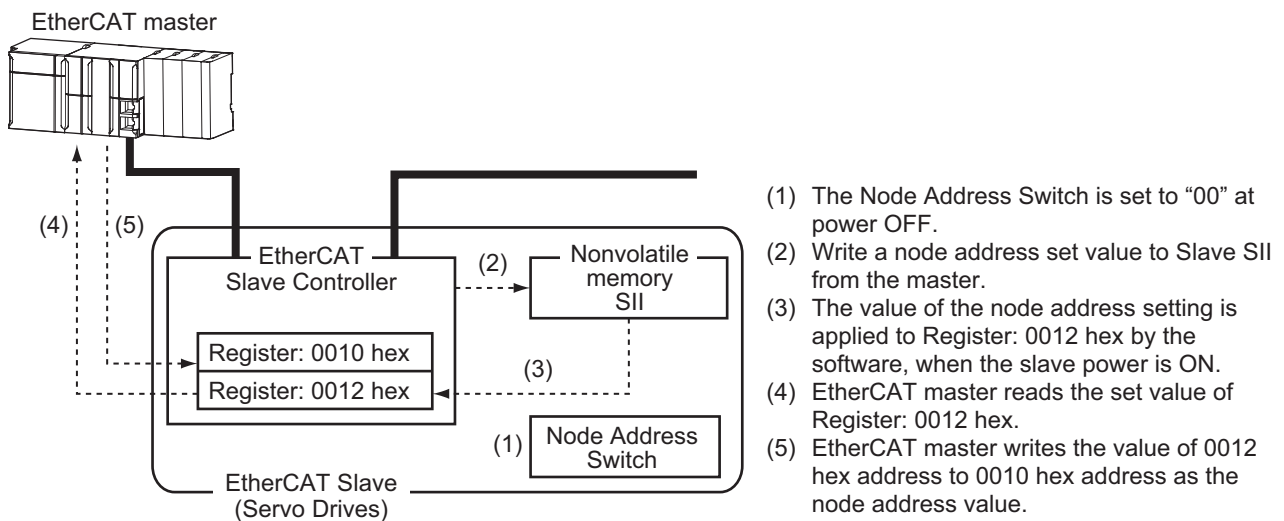 EtherCAT master
(4)
(5)
EtherCAT
Slave Controller
(2)
Nonvolatile
memory
SII
Register: 0010 hex
Register: 0012 hex
(3)
(1)
Node Address
Switch
EtherCAT Slave
(Servo Drives)
(1) The Node Address Switch is set to “00” at
power OFF.
(2) Write a node address set value to Slave SII
from the master.
(3) The value of the node address setting is
applied to Register: 0012 hex by the
software, when the slave power is ON.
(4) EtherCAT master reads the set value of
Register: 0012 hex.
(5) EtherCAT master writes the value of 0012
hex address to 0010 hex address as the
node address value.